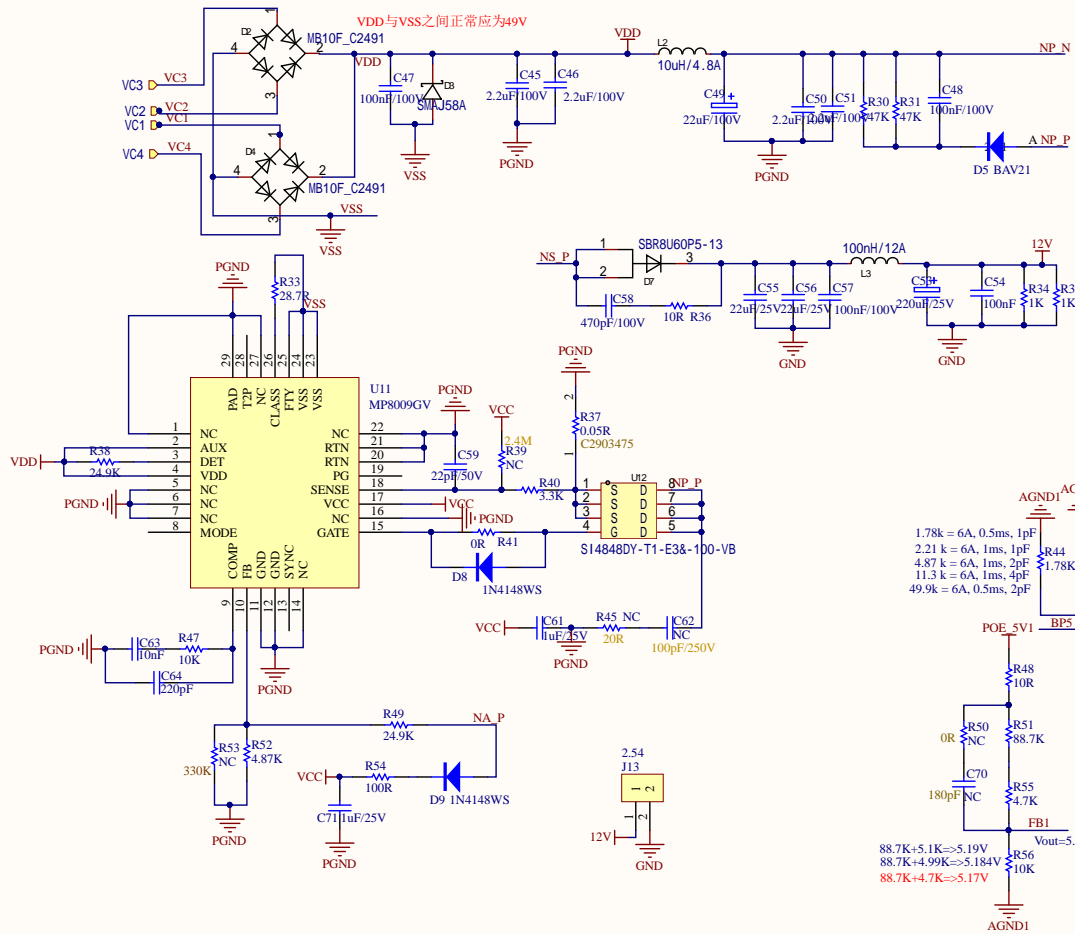 VDD与VSS之间正常应为49V
D2
MB10F_C2491
1
4
2
3
VDD
VC3
VC3
VC2
VC2
VC1
VC1
VC4
VC4
D4
MB10F_C2491
1
4
2
3
VSS
VSS
C47
100nF/100V
D3
SMAJ58A
VSS
C45
2.2uF/100V
C46
2.2uF/100V
PGND
VDD
L2
10uH/4.8A
C49
22uF/100V
C50
2.2uF/100V
C51
2.2uF/100V
PGND
R30
47K
R31
47K
C48
100nF/100V
NP_N
A NP_P
D5 BAV21
NS_P
1
2
3
SBR8U60P5-13
D7
C58
470pF/100V
10R R36
C55
22uF/25V
C56
22uF/25V
C57
100nF/100V
GND
100nH/12A
L3
12V
C53
220uF/25V
C54
100nF
R34
1K
1K
GND
PGND
R33
28.7R
VSS
29 28 27 26 25 24 23
PAD T2P NC CLASS FTY VSS VSS
U11
MP8009GV
1 NC
2 AUX
3 DET
4 VDD
5 NC
6 NC
7 NC
8 MODE
NC 22
RTN 21
RTN 20
PG 19
SENSE 18
VCC 17
NC 16
GATE 15
COMP FB GND GND SYNC NC
9 10 11 12 13 14
VDD
R38
24.9K
PGND
PGND
C59
22pF/50V
VCC
2.4M
R39
NC
VCC
PGND
R40
3.3K
PGND
2
R37
0.05R
C2903475
1
U12
1 S D 8
2 S D 7
3 S D 6
4 G D 5
NP_P
SI4848DY-T1-E3&-100-VB
0R R41
D8
1N4148WS
VCC
C61
1uF/25V
PGND
R45 NC
20R
C62
NC
100pF/250V
PGND
C63
10nF
R47
10K
C64
220pF
PGND
R53
NC
330K
R52
4.87K
PGND
R49
24.9K
NA_P
VCC
R54
100R
D9 1N4148WS
C71 1uF/25V
PGND
2.54
J13
1 2
1 2
12V
GND
AGND1
1.78k = 6A, 0.5ms, 1pF
2.21 k = 6A, 1ms, 1pF
4.87 k = 6A, 1ms, 2pF
11.3 k = 6A, 1ms, 4pF
49.9k = 6A, 0.5ms, 2pF
R44
1.78K
BP5
POE_5V1
R48
10R
R50
NC
0R
R51
88.7K
C70
NC
180pF
R55
4.7K
FB1
Vout=5.
88.7K+5.1K=>5.19V
88.7K+4.99K=>5.184V
88.7K+4.7K=>5.17V
R56
10K
AGND1